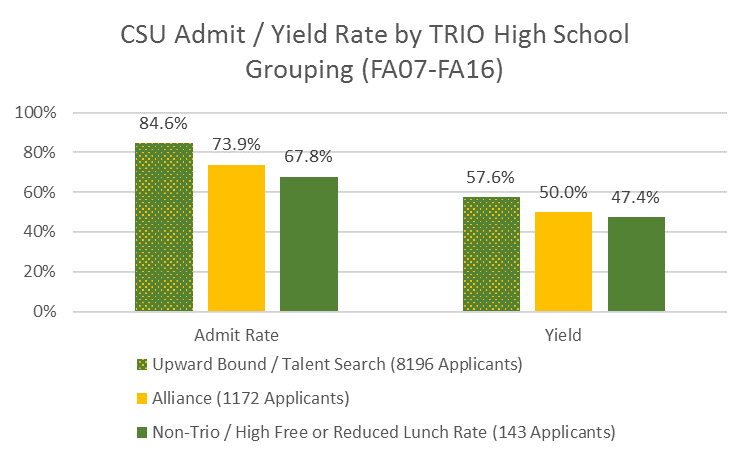 CSU Admit / Yield Rate by TRIO High School
Grouping (FA07-FA16)
100%
80%
60%
40%
20%
0%
84.6%
73.9%
67.8%
57.6%
50.0%
47.4%
Admit Rate
Yield
Upward Bound / Talent Search (8196 Applicants)
Alliance (1172 Applicants)
Non-Trio / High Free or Reduced Lunch Rate (143 Applicants)